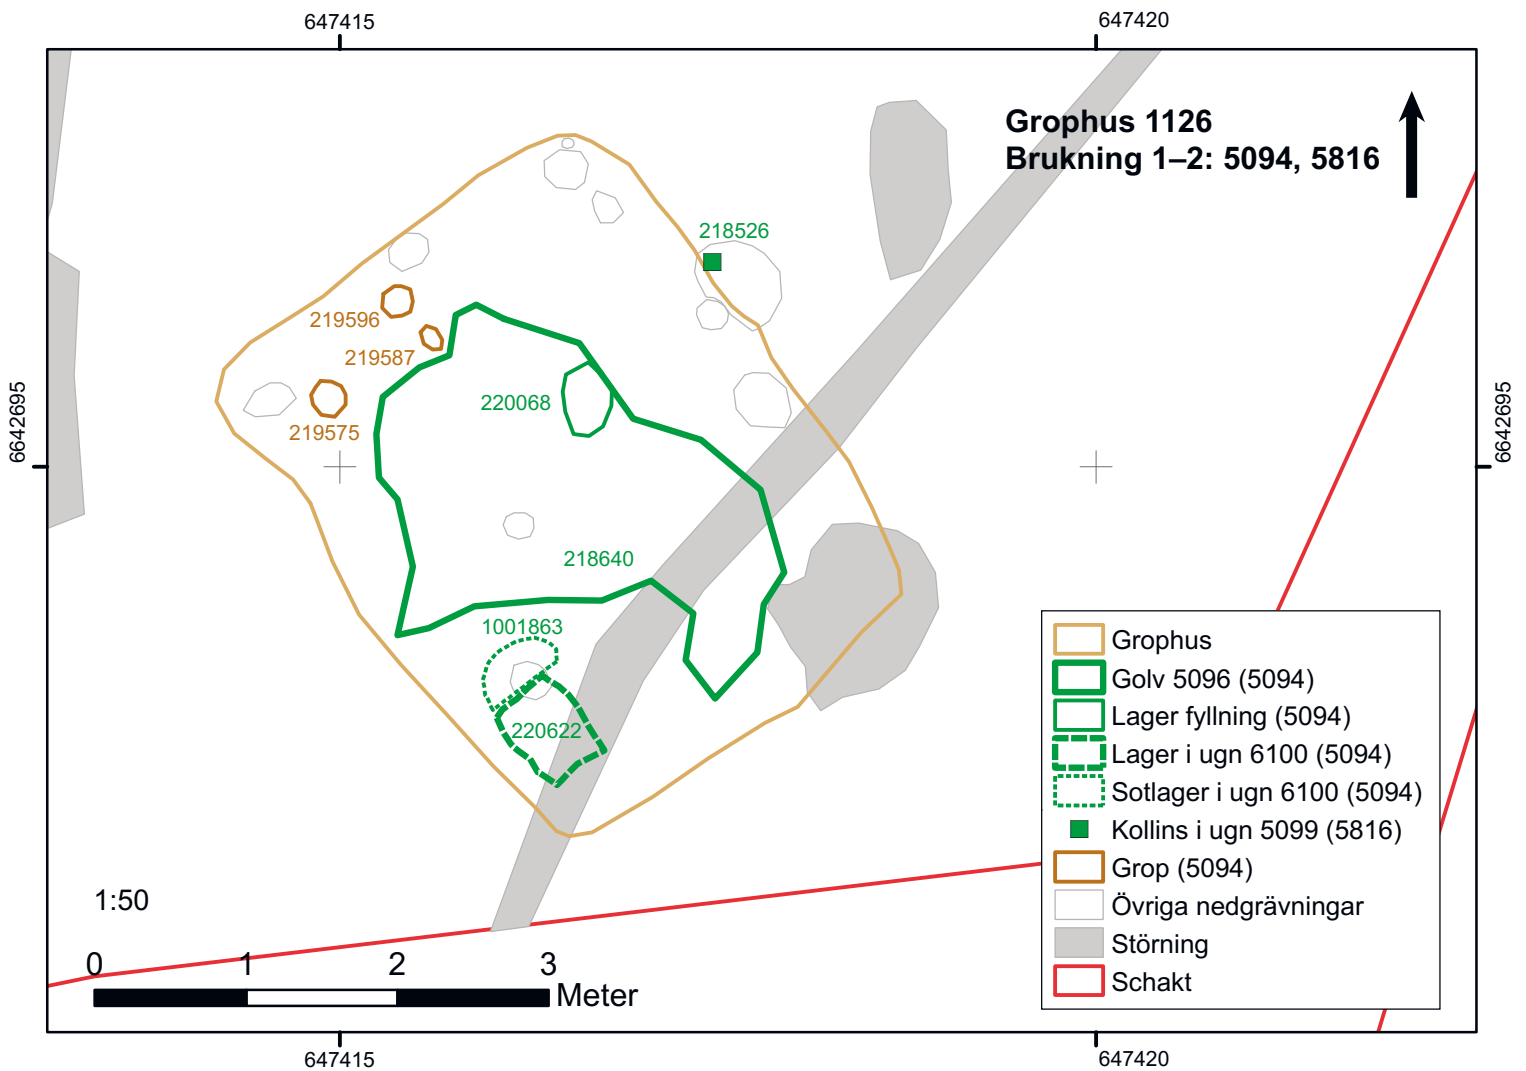 647415
647420
Grophus 1126
Brukning 1–2: 5094, 5816
218526
219596
219587
220068
219575
6642695
6642695
218640
1001863
220622
Grophus
Golv 5096 (5094)
Lager fyllning (5094)
Lager i ugn 6100 (5094)
Sotlager i ugn 6100 (5094)
Kollins i ugn 5099 (5816)
Grop (5094)
Övriga nedgrävningar
Störning
Schakt
1:50
0 1 2 3
Meter
647415
647420